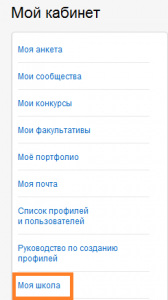 Мой кабинет
Моя анкета
Мои сообщества
Мои конкурсы
Мои факультативы
Моё портфолио
Моя почта
Список профилей
и пользователей
Руководство по созданию
профилей
Моя школа